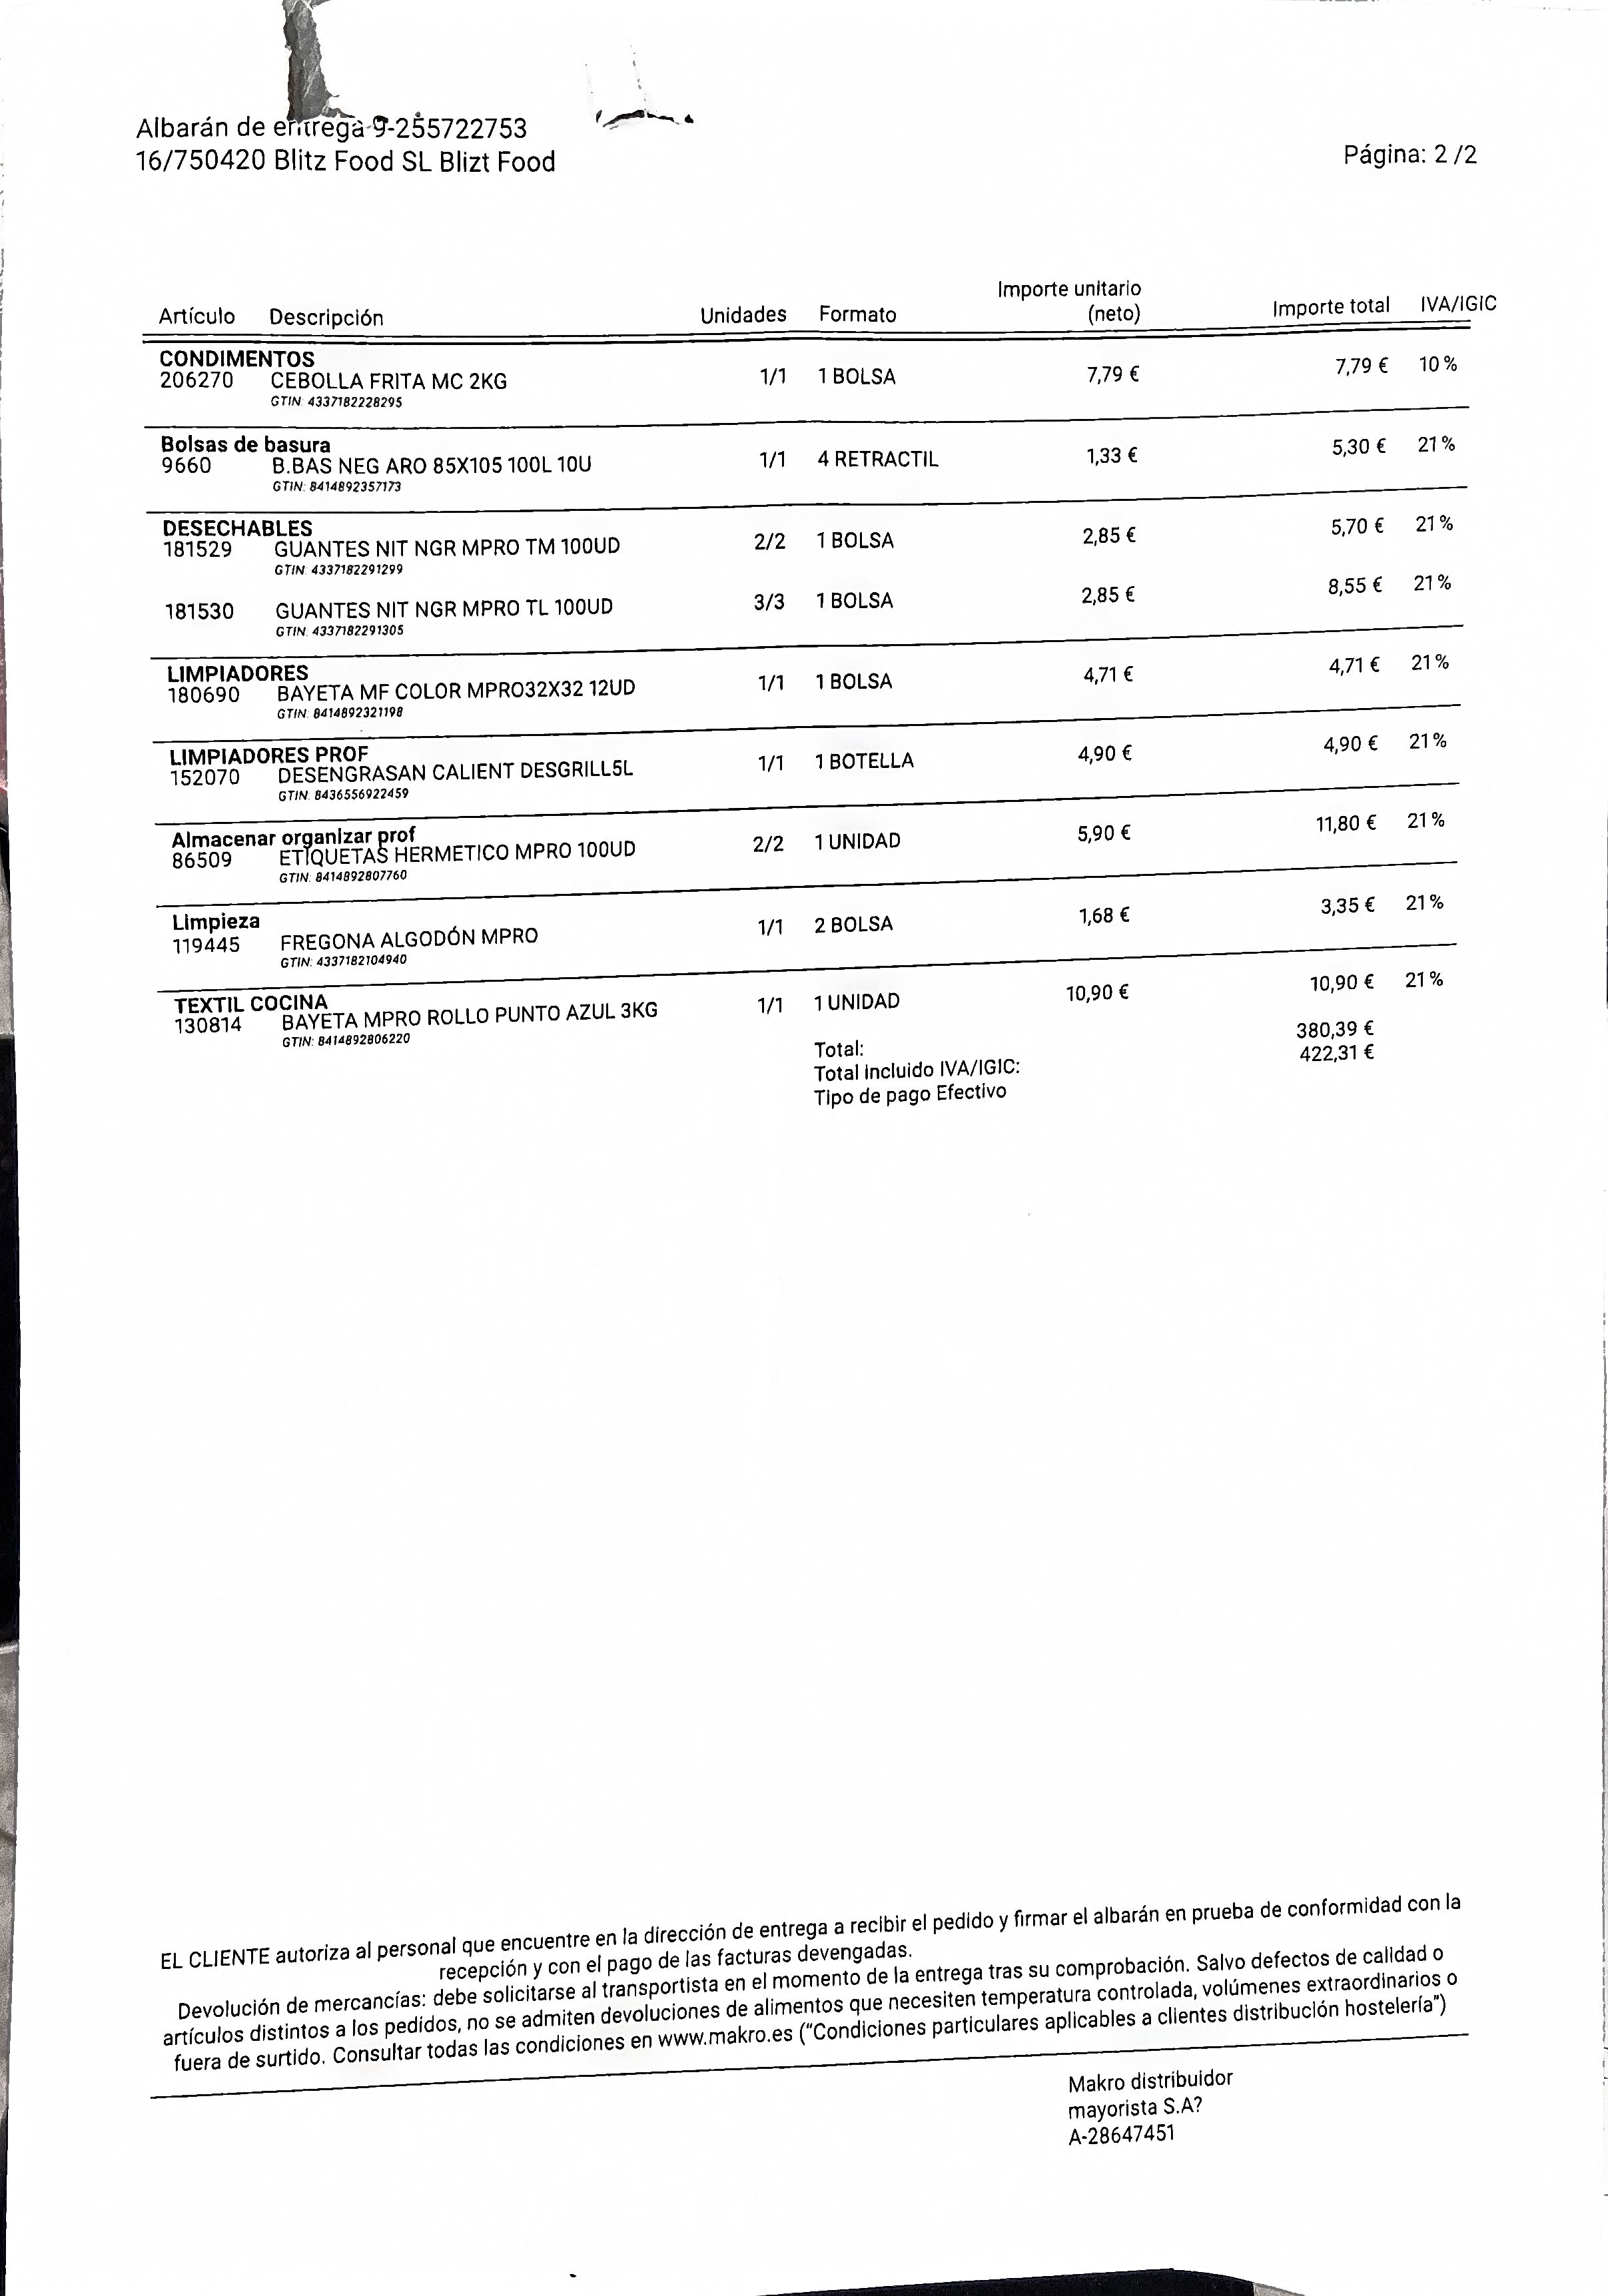 Albarán de entrega 9-255722753
16/750420 Blitz Food SL Blizt Food
Página: 2 /2
Artículo Descripción Unidades Formato Importe unitario (neto) Importe total IVA/IGIC
CONDIMENTOS
206270 CEBOLLA FRITA MC 2KG 1/1 1 BOLSA 7,79 € 7,79 € 10 %
GTIN: 4337182228295
Bolsas de basura
9660 B.BAS NEG ARO 85X105 100L 10U 1/1 4 RETRACTIL 1,33 € 5,30 € 21 %
GTIN: 8414892357173
DESECHABLES
181529 GUANTES NIT NGR MPRO TM 100UD 2/2 1 BOLSA 2,85 € 5,70 € 21 %
GTIN: 4337182291299
181530 GUANTES NIT NGR MPRO TL 100UD 3/3 1 BOLSA 2,85 € 8,55 € 21 %
GTIN: 4337182291305
LIMPIADORES
180690 BAYETA MF COLOR MPRO32X32 12UD 1/1 1 BOLSA 4,71 € 4,71 € 21 %
GTIN: 8414892321198
LIMPIADORES PROF
152070 DESENGRASAN CALIENT DESGRILL5L 1/1 1 BOTELLA 4,90 € 4,90 € 21 %
GTIN: 8436556922459
Almacenar organizar prof
86509 ETIQUETAS HERMETICO MPRO 100UD 2/2 1 UNIDAD 5,90 € 11,80 € 21 %
GTIN: 8414892807760
Limpieza
119445 FREGONA ALGODÓN MPRO 1/1 2 BOLSA 1,68 € 3,35 € 21 %
GTIN: 4337182104940
TEXTIL COCINA
130814 BAYETA MPRO ROLLO PUNTO AZUL 3KG 1/1 1 UNIDAD 10,90 € 10,90 € 21 %
GTIN: 8414892806220
Total: 380,39 €
Total incluido IVA/IGIC: 422,31 €
Tipo de pago Efectivo
EL CLIENTE autoriza al personal que encuentre en la dirección de entrega a recibir el pedido y firmar el albarán en prueba de conformidad con la
recepción y con el pago de las facturas devengadas.
Devolución de mercancías: debe solicitarse al transportista en el momento de la entrega tras su comprobación. Salvo defectos de calidad o
artículos distintos a los pedidos, no se admiten devoluciones de alimentos que necesiten temperatura controlada, volúmenes extraordinarios o
fuera de surtido. Consultar todas las condiciones en www.makro.es ("Condiciones particulares aplicables a clientes distribución hostelería")
Makro distribuidor
mayorista S.A?
A-28647451